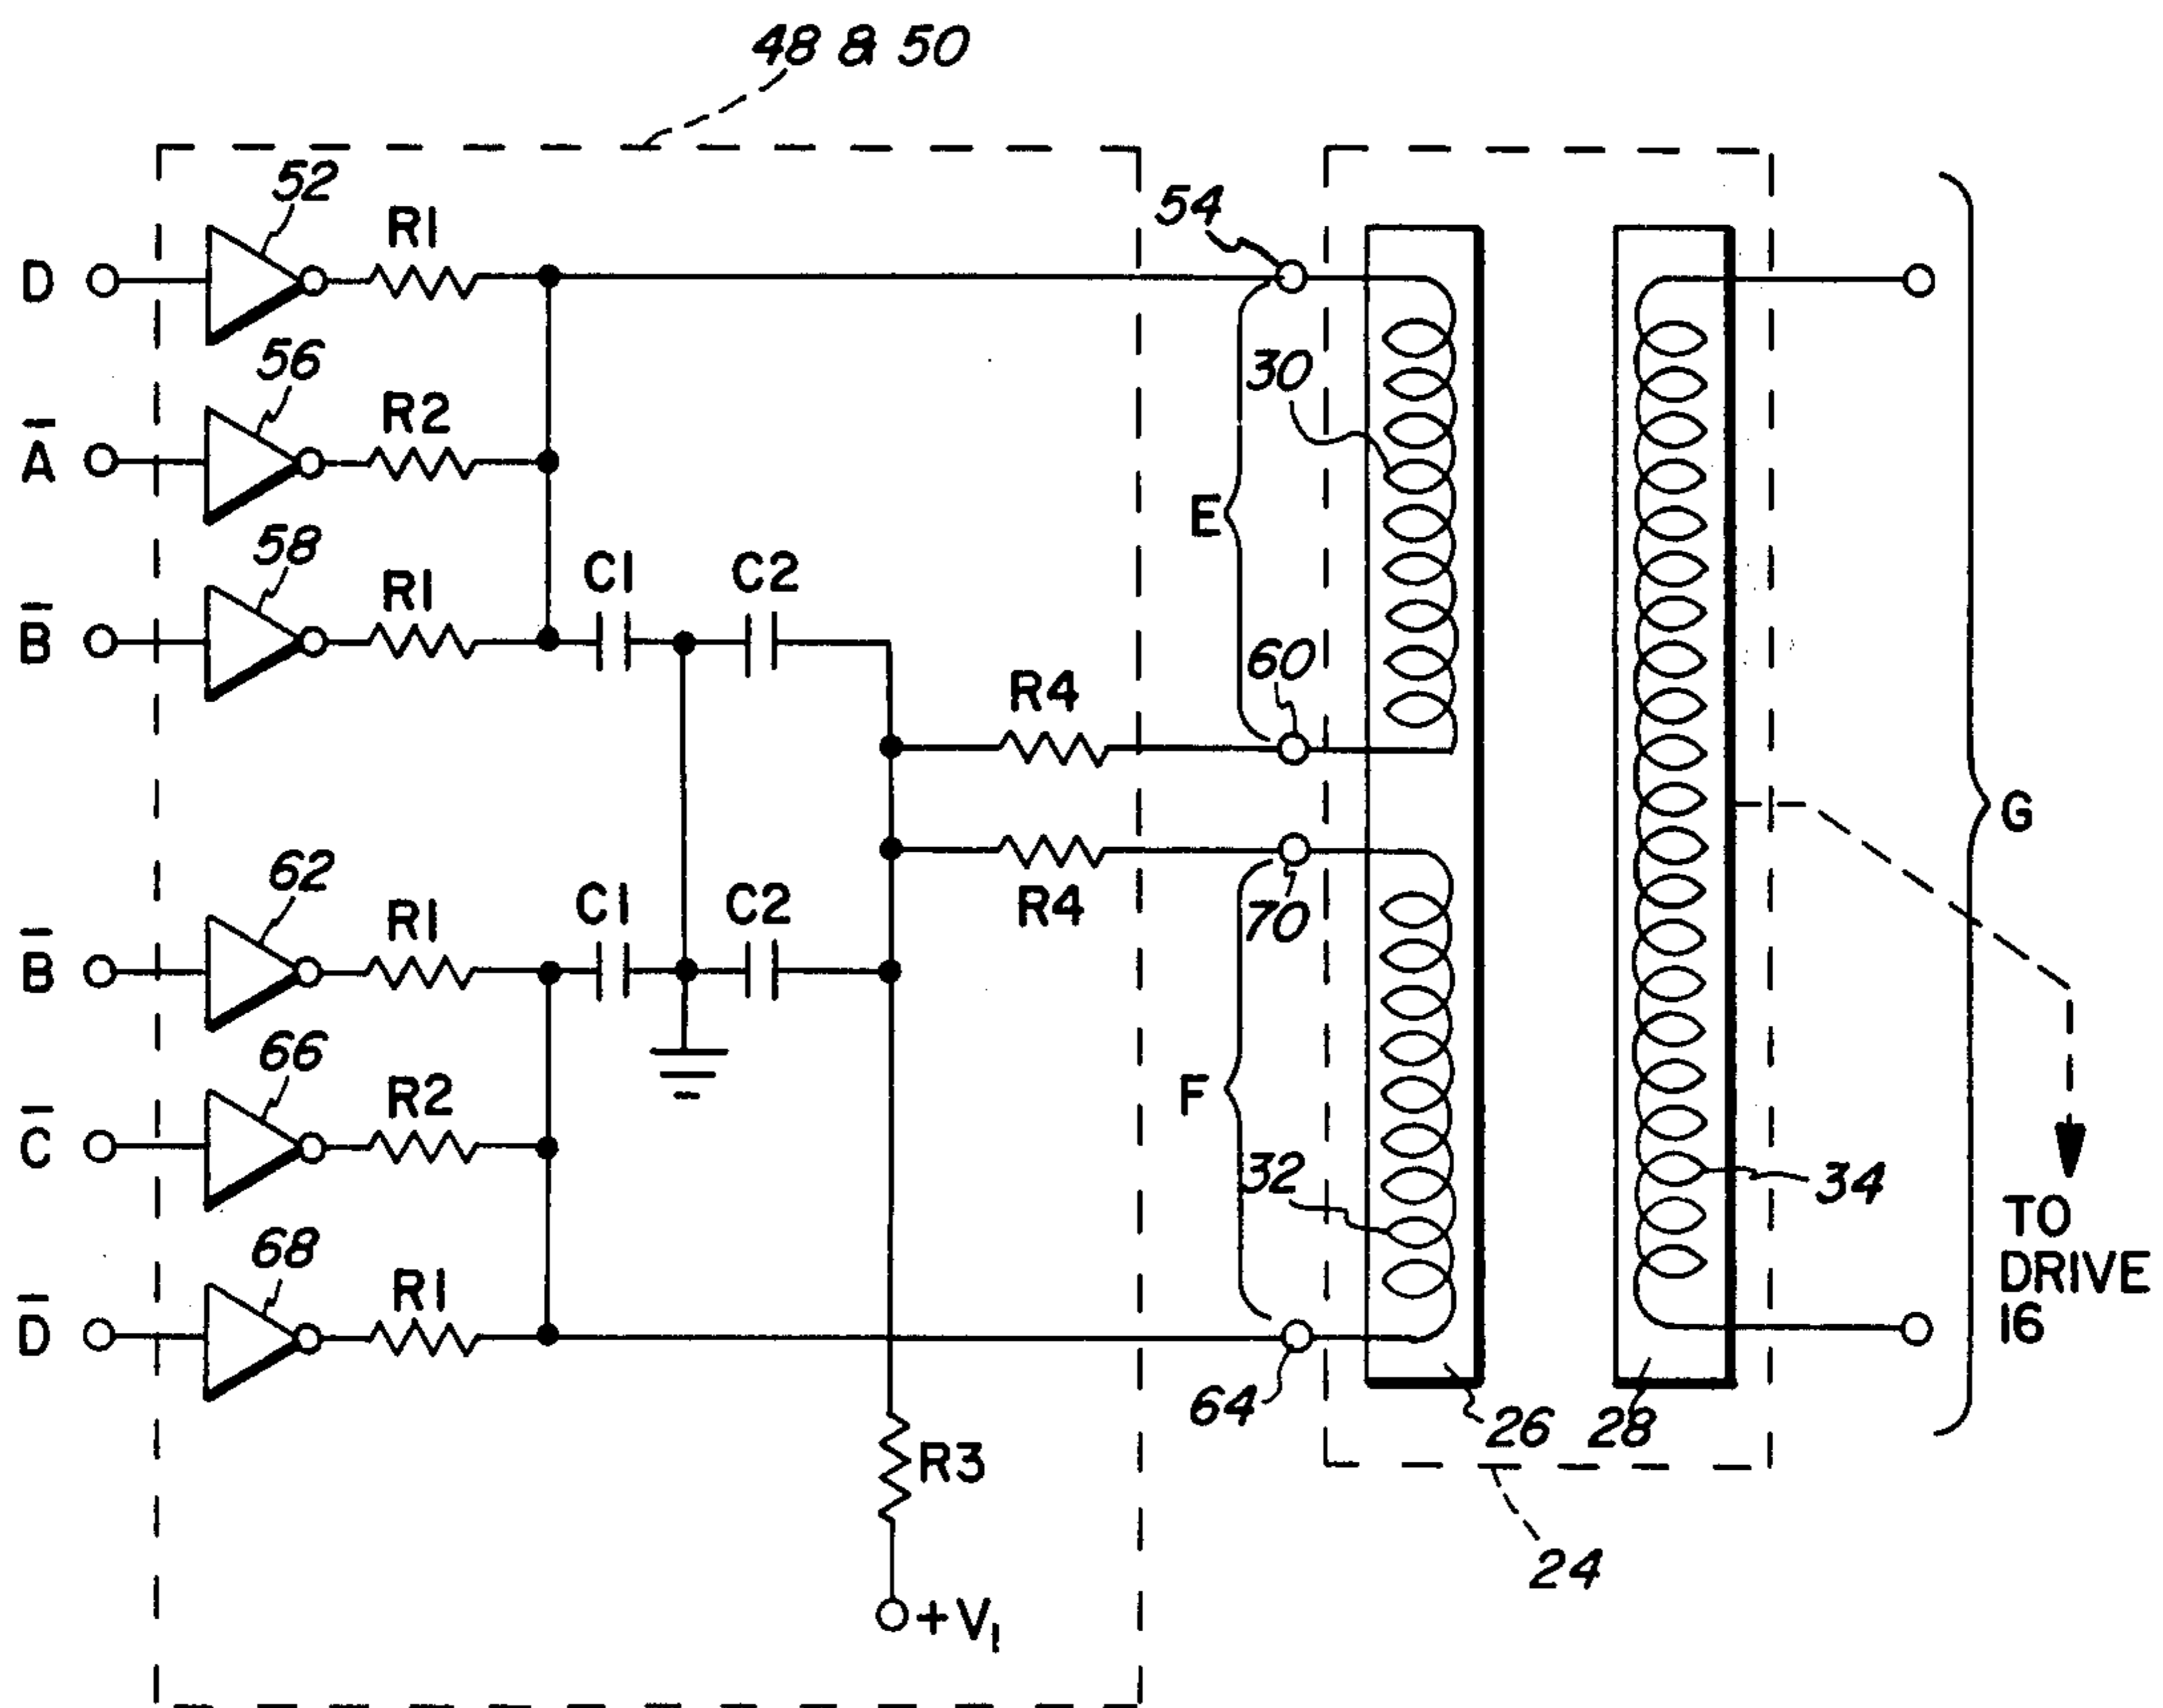 48 & 50
52
R1
54
D
56
R2
A̅
58
30
E
R1
C1
C2
B̅
60
R4
G
62
R1
C1
C2
70
R4
B̅
66
R2
F
C̅
32
34
68
R1
TO
DRIVE
16
D̅
64
26
28
R3
24
+V₁